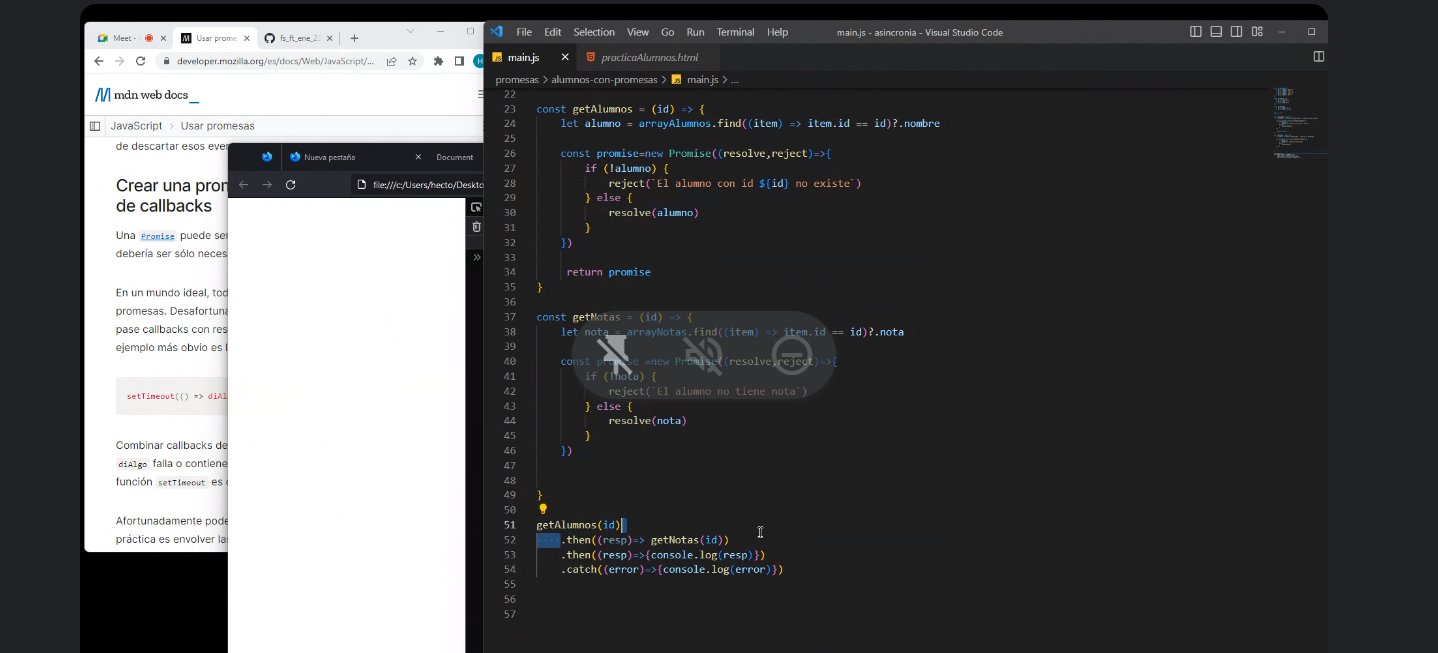 Meet -
Usar prome
fs_ft_ene_23
developer.mozilla.org/es/docs/Web/JavaScript/...
mdn web docs_
JavaScript > Usar promesas
de descartar esos ever
Crear una pron
de callbacks
Una Promise puede ser
debería ser sólo neces
En un mundo ideal, tod
promesas. Desafortuna
pase callbacks con res
ejemplo más obvio es l
setTimeout(() => diAl
Combinar callbacks de
diAlgo falla o contiene
función setTimeout es
Afortunadamente pode
práctica es envolver las
Nueva pestaña
Document
file:///c:/Users/hecto/Deskto
File Edit Selection View Go Run Terminal Help
main.js - asincronia - Visual Studio Code
main.js
practicaAlumnos.html
promesas > alumnos-con-promesas > main.js > ...
22
23 const getAlumnos = (id) => {
24 let alumno = arrayAlumnos.find((item) => item.id == id)?.nombre
25
26 const promise=new Promise((resolve,reject)=>{
27 if (!alumno) {
28 reject(`El alumno con id ${id} no existe`)
29 } else {
30 resolve(alumno)
31 }
32 })
33
34 return promise
35 }
36
37 const getNotas = (id) => {
38 let nota = arrayNotas.find((item) => item.id == id)?.nota
39
40 const promise =new Promise((resolve,reject)=>{
41 if (!nota) {
42 reject(`El alumno no tiene nota`)
43 } else {
44 resolve(nota)
45 }
46 })
47
48
49 }
50
51 getAlumnos(id)
52 .then((resp)=> getNotas(id))
53 .then((resp)=>{console.log(resp)})
54 .catch((error)=>{console.log(error)})
55
56
57